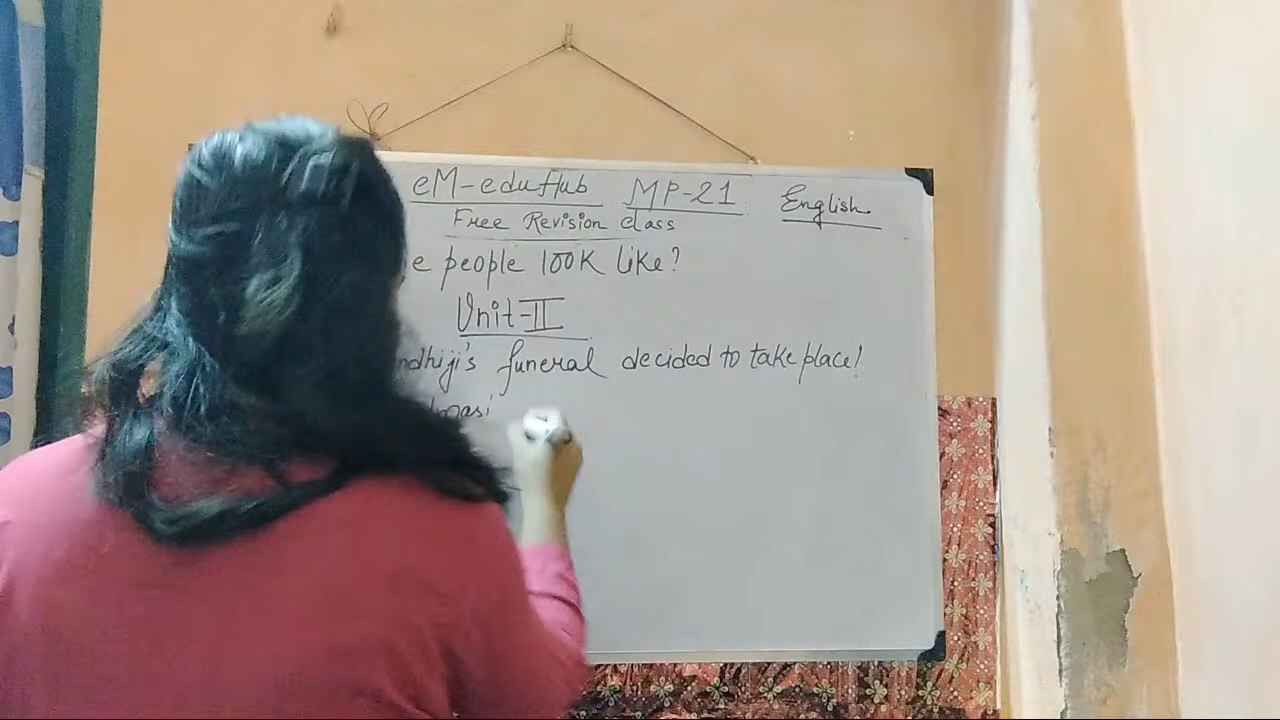 eM-eduHub MP-21 English
Free Revision class
e people look like?
Unit-II
ndhiji's funeral decided to take place!